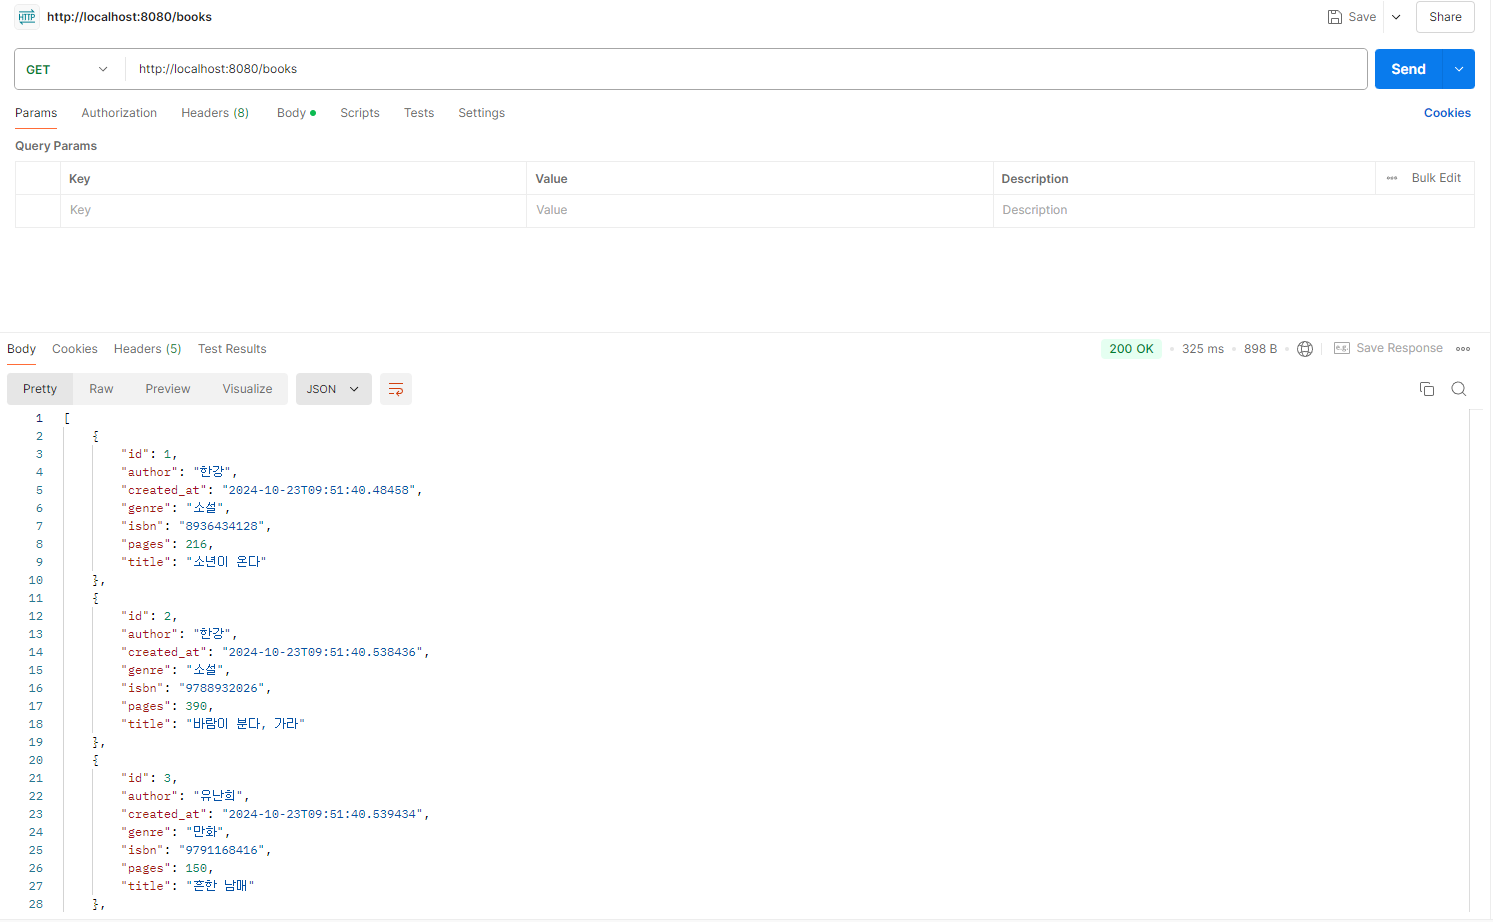 HTTP http://localhost:8080/books Save Share
GET http://localhost:8080/books Send
Params Authorization Headers (8) Body Scripts Tests Settings Cookies
Query Params
Key Value Description Bulk Edit
Key Value Description
Body Cookies Headers (5) Test Results 200 OK 325 ms 898 B e.g. Save Response
Pretty Raw Preview Visualize JSON
1 [
2 {
3 "id": 1,
4 "author": "한강",
5 "created_at": "2024-10-23T09:51:40.48458",
6 "genre": "소설",
7 "isbn": "8936434128",
8 "pages": 216,
9 "title": "소년이 온다"
10 },
11 {
12 "id": 2,
13 "author": "한강",
14 "created_at": "2024-10-23T09:51:40.538436",
15 "genre": "소설",
16 "isbn": "9788932026",
17 "pages": 390,
18 "title": "바람이 분다, 가라"
19 },
20 {
21 "id": 3,
22 "author": "유난희",
23 "created_at": "2024-10-23T09:51:40.539434",
24 "genre": "만화",
25 "isbn": "9791168416",
26 "pages": 150,
27 "title": "흔한 남매"
28 },